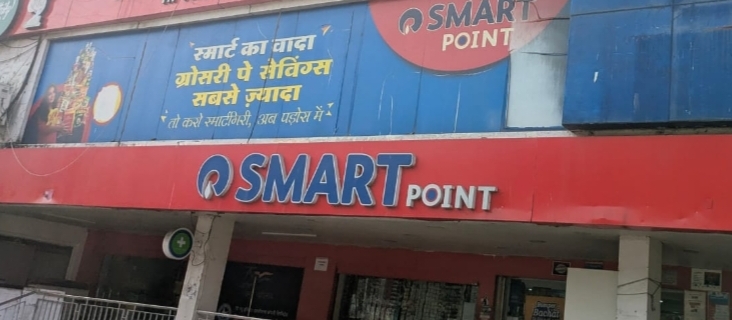 SMART
POINT
स्मार्ट का वादा
ग्रोसरी पे सेविंग्स
सबसे ज़्यादा
तो करो स्मार्टगिरी, अब पड़ोस में
SMART POINT